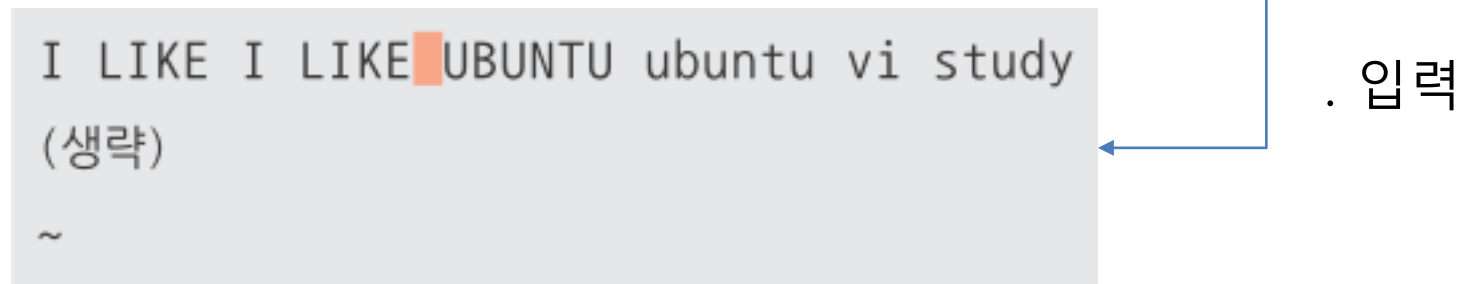 I LIKE I LIKE UBUNTU ubuntu vi study
. 입력
(생략)
~